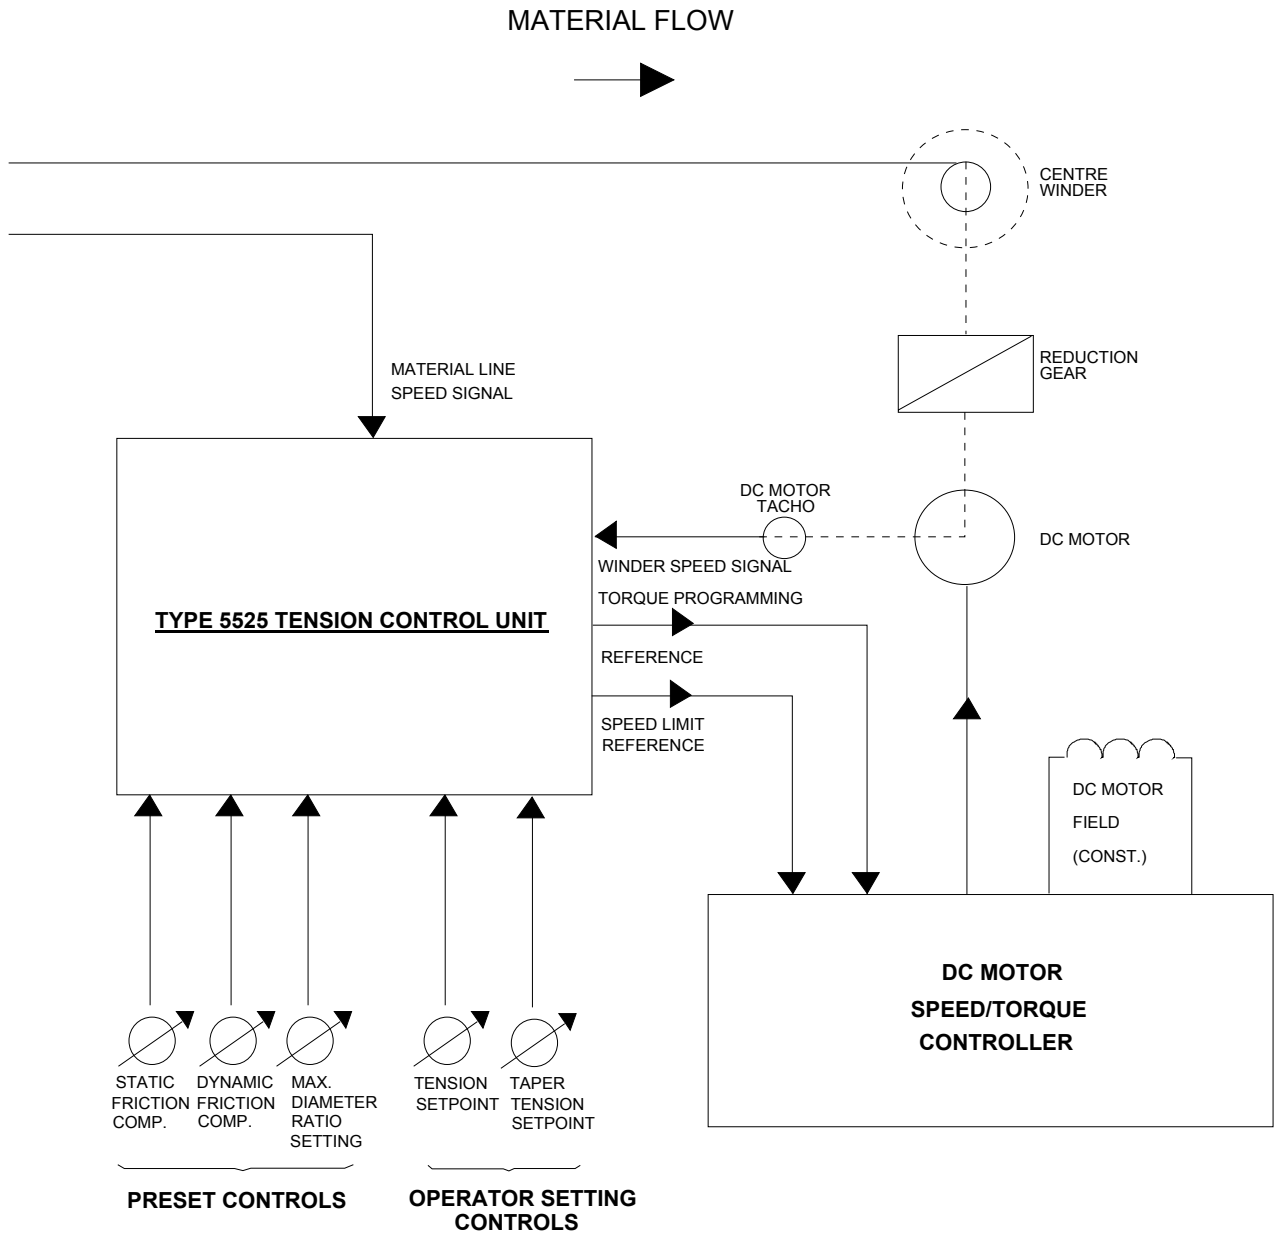 MATERIAL FLOW
CENTRE
WINDER
REDUCTION
GEAR
MATERIAL LINE
SPEED SIGNAL
DC MOTOR
TACHO
DC MOTOR
WINDER SPEED SIGNAL
TORQUE PROGRAMMING
TYPE 5525 TENSION CONTROL UNIT
REFERENCE
SPEED LIMIT
REFERENCE
DC MOTOR
FIELD
(CONST.)
DC MOTOR
SPEED/TORQUE
CONTROLLER
STATIC
FRICTION
COMP.
DYNAMIC
FRICTION
COMP.
MAX.
DIAMETER
RATIO
SETTING
TENSION
SETPOINT
TAPER
TENSION
SETPOINT
PRESET CONTROLS
OPERATOR SETTING
CONTROLS